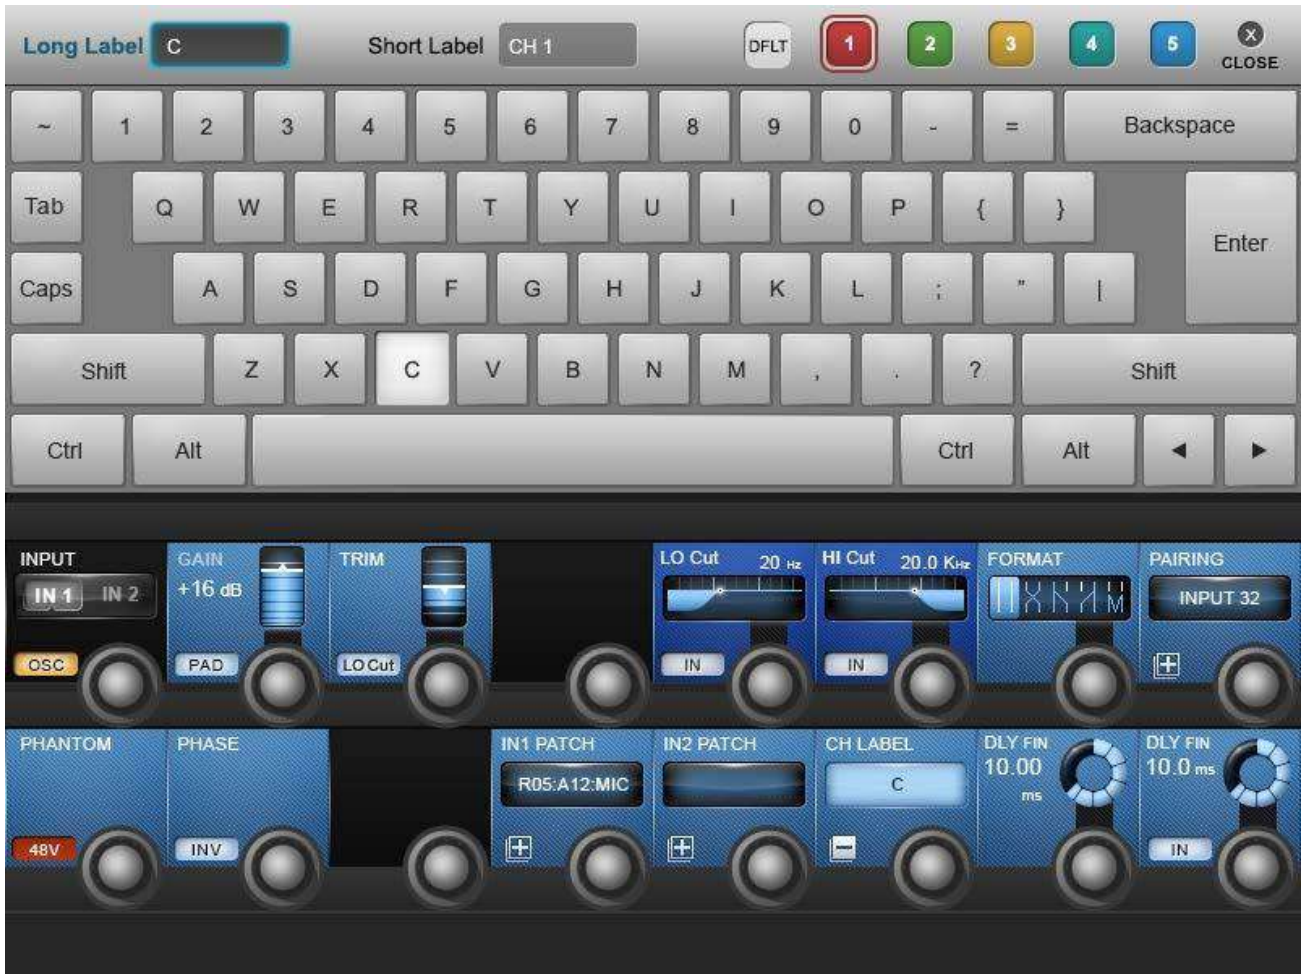 Long Label C Short Label CH 1 DFLT 1 2 3 4 5 X CLOSE
~ 1 2 3 4 5 6 7 8 9 0 - = Backspace
Tab Q W E R T Y U I O P { } Enter
Caps A S D F G H J K L ; " |
Shift Z X C V B N M , . ? Shift
Ctrl Alt Ctrl Alt ◀ ▶
INPUT GAIN TRIM LO Cut 20 Hz HI Cut 20.0 KHz FORMAT PAIRING
IN 1 IN 2 +16 dB M INPUT 32
OSC PAD LO Cut IN IN
PHANTOM PHASE IN1 PATCH IN2 PATCH CH LABEL DLY FIN DLY FIN
R05:A12:MIC C 10.00 ms 10.0 ms
48V INV IN